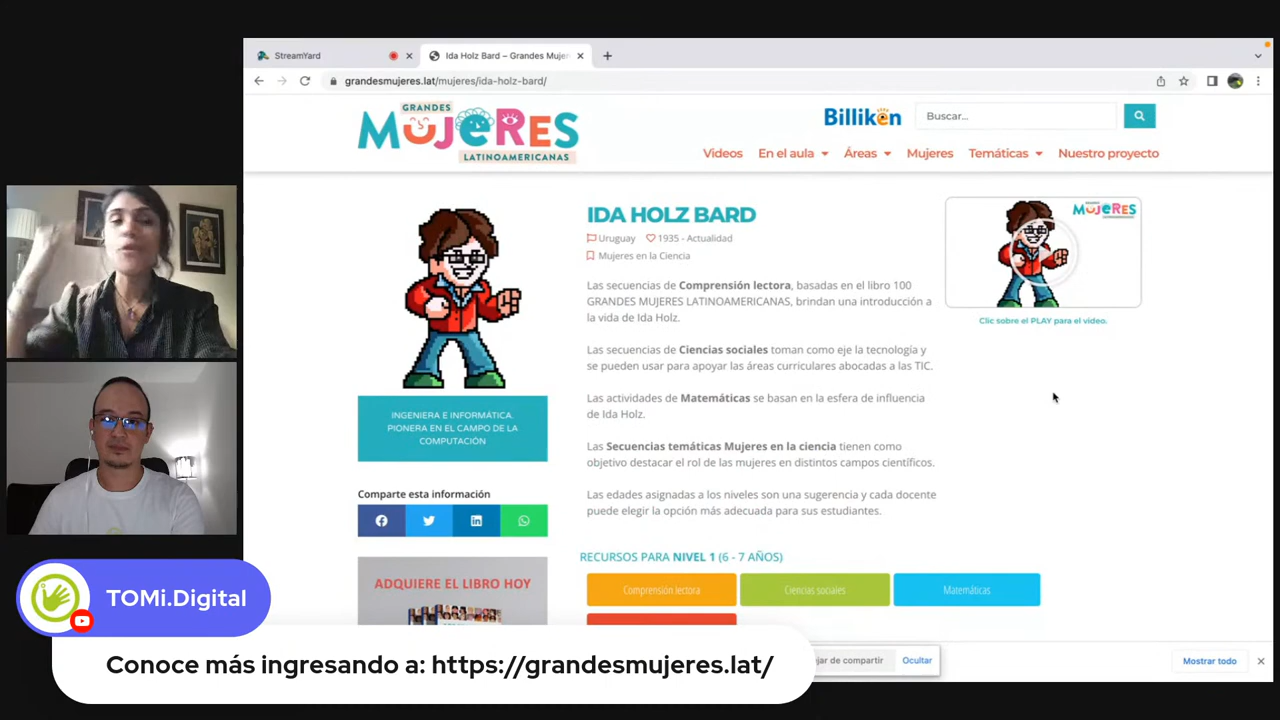 StreamYard
Ida Holz Bard – Grandes Mujer
grandesmujeres.lat/mujeres/ida-holz-bard/
GRANDES
MUJERES
LATINOAMERICANAS
Billiken
Buscar...
Videos En el aula Áreas Mujeres Temáticas Nuestro proyecto
IDA HOLZ BARD
Uruguay 1935 - Actualidad
Mujeres en la Ciencia
Las secuencias de Comprensión lectora, basadas en el libro 100
GRANDES MUJERES LATINOAMERICANAS, brindan una introducción a
la vida de Ida Holz.
Las secuencias de Ciencias sociales toman como eje la tecnología y
se pueden usar para apoyar las áreas curriculares abocadas a las TIC.
Las actividades de Matemáticas se basan en la esfera de influencia
de Ida Holz.
Las Secuencias temáticas Mujeres en la ciencia tienen como
objetivo destacar el rol de las mujeres en distintos campos científicos.
Las edades asignadas a los niveles son una sugerencia y cada docente
puede elegir la opción más adecuada para sus estudiantes.
MUJERES
Clic sobre el PLAY para el video.
INGENIERA E INFORMÁTICA.
PIONERA EN EL CAMPO DE LA
COMPUTACIÓN
Comparte esta información
ADQUIERE EL LIBRO HOY
RECURSOS PARA NIVEL 1 (6 - 7 AÑOS)
Comprensión lectora
Ciencias sociales
Matemáticas
TOMi.Digital
Conoce más ingresando a: https://grandesmujeres.lat/
jar de compartir Ocultar
Mostrar todo